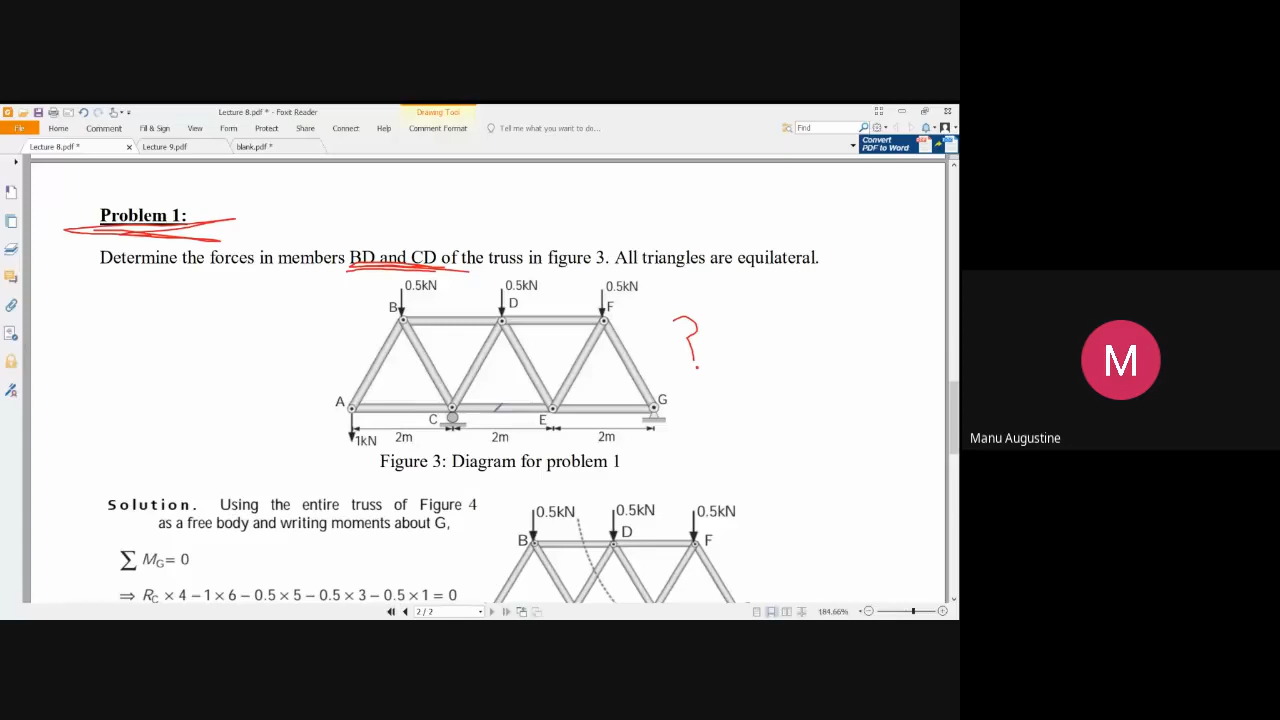 Lecture 8.pdf * - Foxit Reader
Drawing Tool
File Home Comment Fill & Sign View Form Protect Share Connect Help Comment Format Tell me what you want to do... Find
Lecture 8.pdf * Lecture 9.pdf blank.pdf *
Convert
PDF to Word
Problem 1:
Determine the forces in members BD and CD of the truss in figure 3. All triangles are equilateral.
0.5kN 0.5kN 0.5kN
B D F
?
A C E G
1kN 2m 2m 2m
Figure 3: Diagram for problem 1
Solution. Using the entire truss of Figure 4
as a free body and writing moments about G,
∑ MG = 0
⇒ RC × 4 − 1 × 6 − 0.5 × 5 − 0.5 × 3 − 0.5 × 1 = 0
0.5kN 0.5kN 0.5kN
B D F
2 / 2
184.66%
M
Manu Augustine